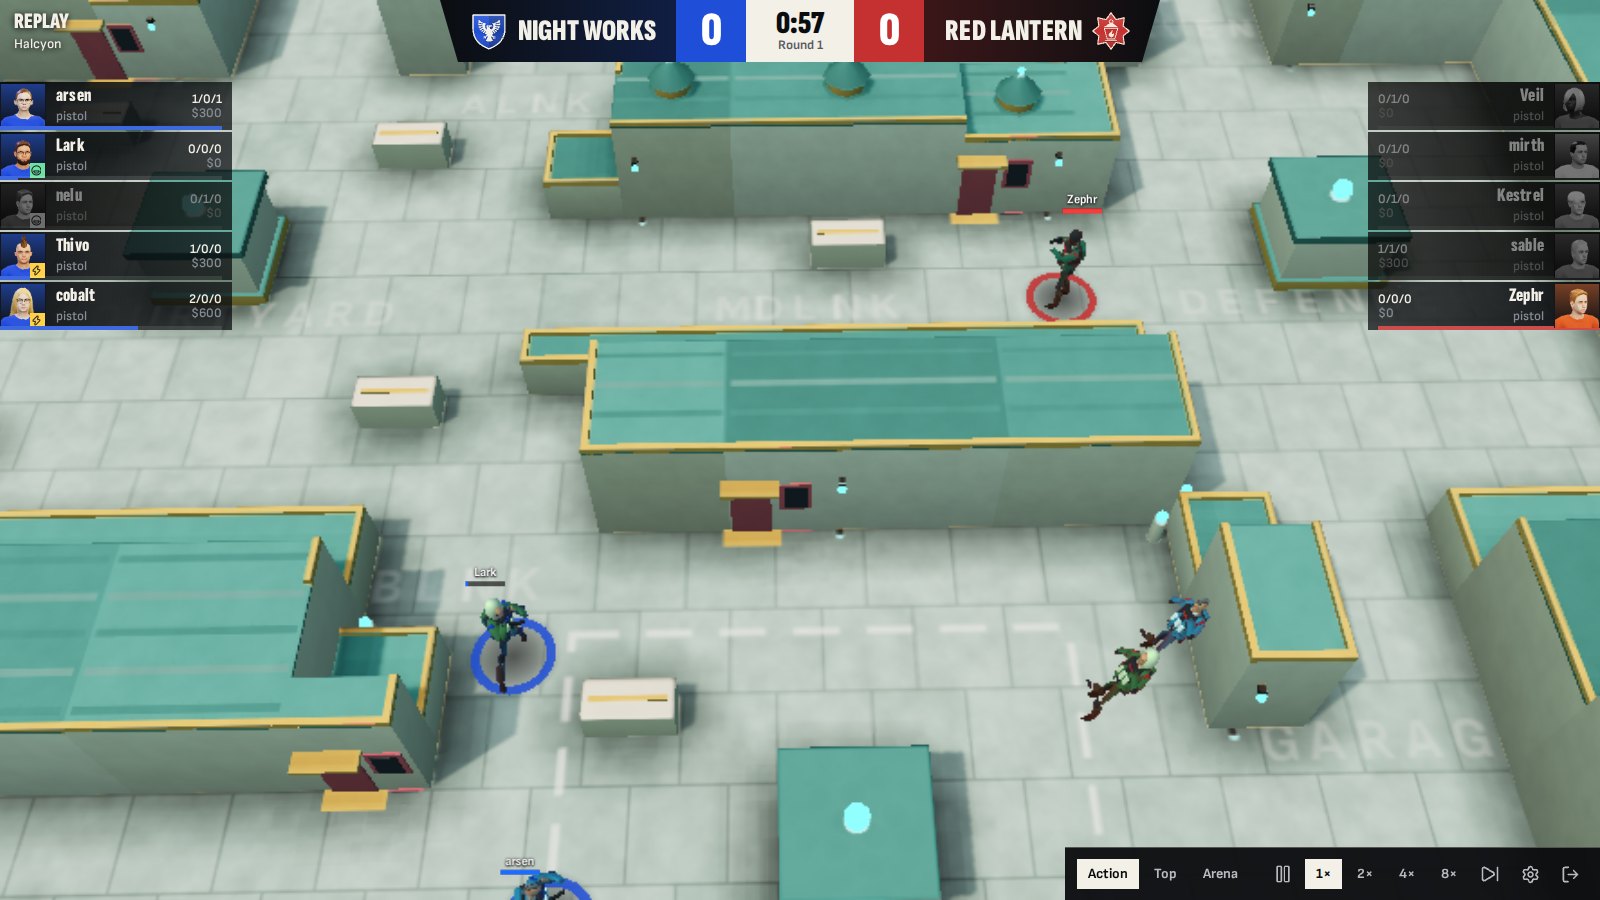 REPLAY
Halcyon
NIGHT WORKS
0
0:57
Round 1
0
RED LANTERN
arsen
1/0/1
pistol
$300
Lark
0/0/0
pistol
$0
nelu
0/1/0
pistol
$0
Thivo
1/0/0
pistol
$300
cobalt
2/0/0
pistol
$600
0/1/0
Veil
$0
pistol
0/1/0
mirth
$0
pistol
0/1/0
Kestrel
$0
pistol
1/1/0
sable
$300
pistol
0/0/0
Zephr
$0
pistol
Zephr
YARD
DEFEN
Lark
GARAG
arsen
Action
Top
Arena
1×
2×
4×
8×